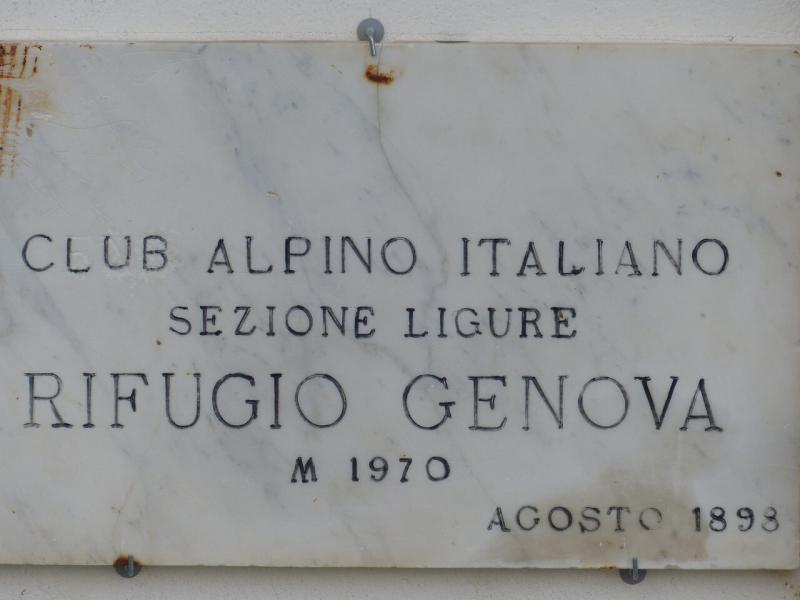 CLUB ALPINO ITALIANO
SEZIONE LIGURE
RIFUGIO GENOVA
M 1970
AGOSTO 1898